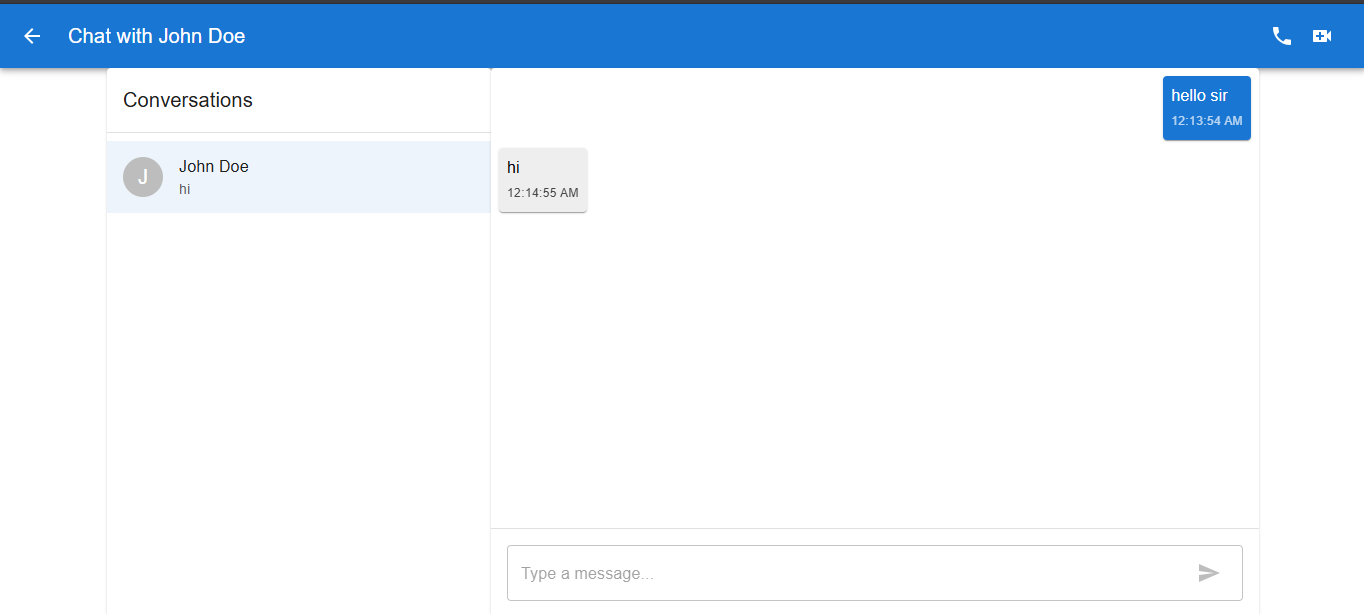 Chat with John Doe
Conversations
J
John Doe
hi
hello sir
12:13:54 AM
hi
12:14:55 AM
Type a message...